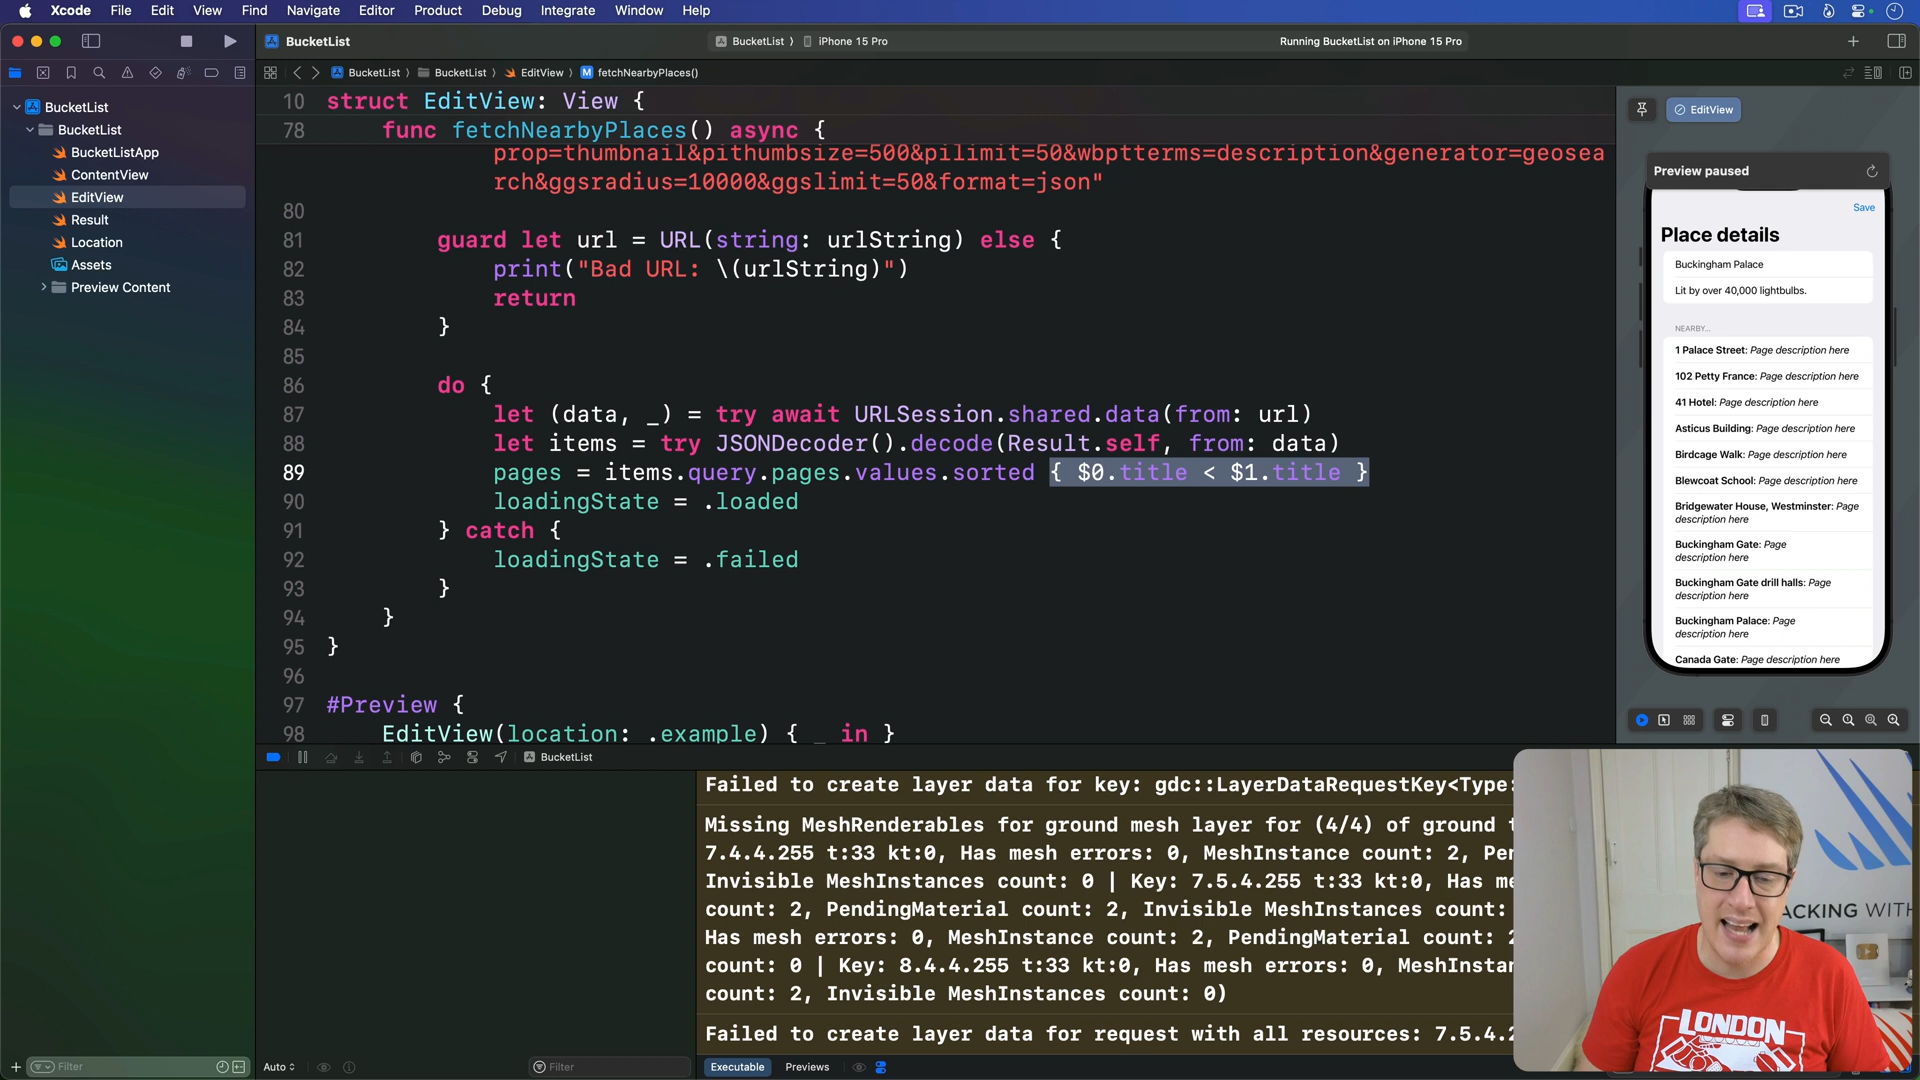 Xcode File Edit View Find Navigate Editor Product Debug Integrate Window Help
BucketList
BucketList ⟩ iPhone 15 Pro
Running BucketList on iPhone 15 Pro
BucketList ⟩ BucketList ⟩ EditView ⟩ M fetchNearbyPlaces()
BucketList
BucketList
BucketListApp
ContentView
EditView
Result
Location
Assets
Preview Content
Filter
10 struct EditView: View {
78 func fetchNearbyPlaces() async {
prop=thumbnail&pithumbsize=500&pilimit=50&wbptterms=description&generator=geosea
rch&ggsradius=10000&ggslimit=50&format=json"
80
81 guard let url = URL(string: urlString) else {
82 print("Bad URL: \(urlString)")
83 return
84 }
85
86 do {
87 let (data, _) = try await URLSession.shared.data(from: url)
88 let items = try JSONDecoder().decode(Result.self, from: data)
89 pages = items.query.pages.values.sorted { $0.title < $1.title }
90 loadingState = .loaded
91 } catch {
92 loadingState = .failed
93 }
94 }
95 }
96
97 #Preview {
98 EditView(location: .example) { _ in }
EditView
Preview paused
Save
Place details
Buckingham Palace
Lit by over 40,000 lightbulbs.
NEARBY...
1 Palace Street: Page description here
102 Petty France: Page description here
41 Hotel: Page description here
Asticus Building: Page description here
Birdcage Walk: Page description here
Blewcoat School: Page description here
Bridgewater House, Westminster: Page
description here
Buckingham Gate: Page
description here
Buckingham Gate drill halls: Page
description here
Buckingham Palace: Page
description here
Canada Gate: Page description here
BucketList
Failed to create layer data for key: gdc::LayerDataRequestKey<Type:
Missing MeshRenderables for ground mesh layer for (4/4) of ground
7.4.4.255 t:33 kt:0, Has mesh errors: 0, MeshInstance count: 2,
Invisible MeshInstances count: 0 | Key: 7.5.4.255 t:33 kt:0, Has
count: 2, PendingMaterial count: 2, Invisible MeshInstances count:
Has mesh errors: 0, MeshInstance count: 2, PendingMaterial count:
count: 0 | Key: 8.4.4.255 t:33 kt:0, Has mesh errors: 0,
count: 2, Invisible MeshInstances count: 0)
Failed to create layer data for request with all resources:
Auto
Filter
Executable Previews
LONDON